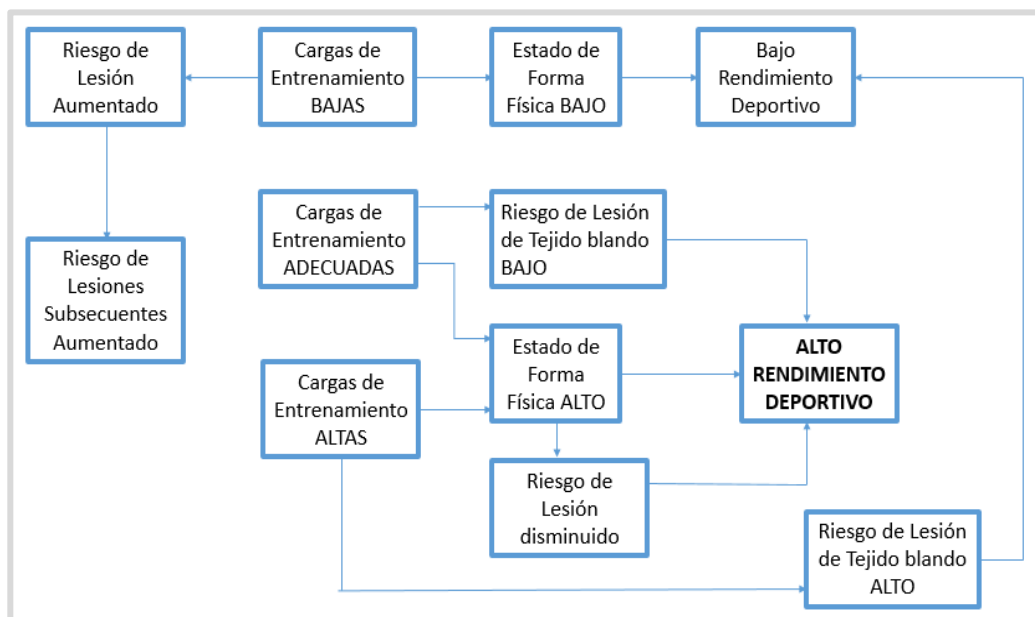 Riesgo de
Lesión
Aumentado
Cargas de
Entrenamiento
BAJAS
Estado de
Forma
Física BAJO
Bajo
Rendimiento
Deportivo
Riesgo de
Lesiones
Subsecuentes
Aumentado
Cargas de
Entrenamiento
ADECUADAS
Riesgo de Lesión
de Tejido blando
BAJO
Cargas de
Entrenamiento
ALTAS
Estado de
Forma
Física ALTO
ALTO
RENDIMIENTO
DEPORTIVO
Riesgo de
Lesión
disminuido
Riesgo de Lesión
de Tejido blando
ALTO